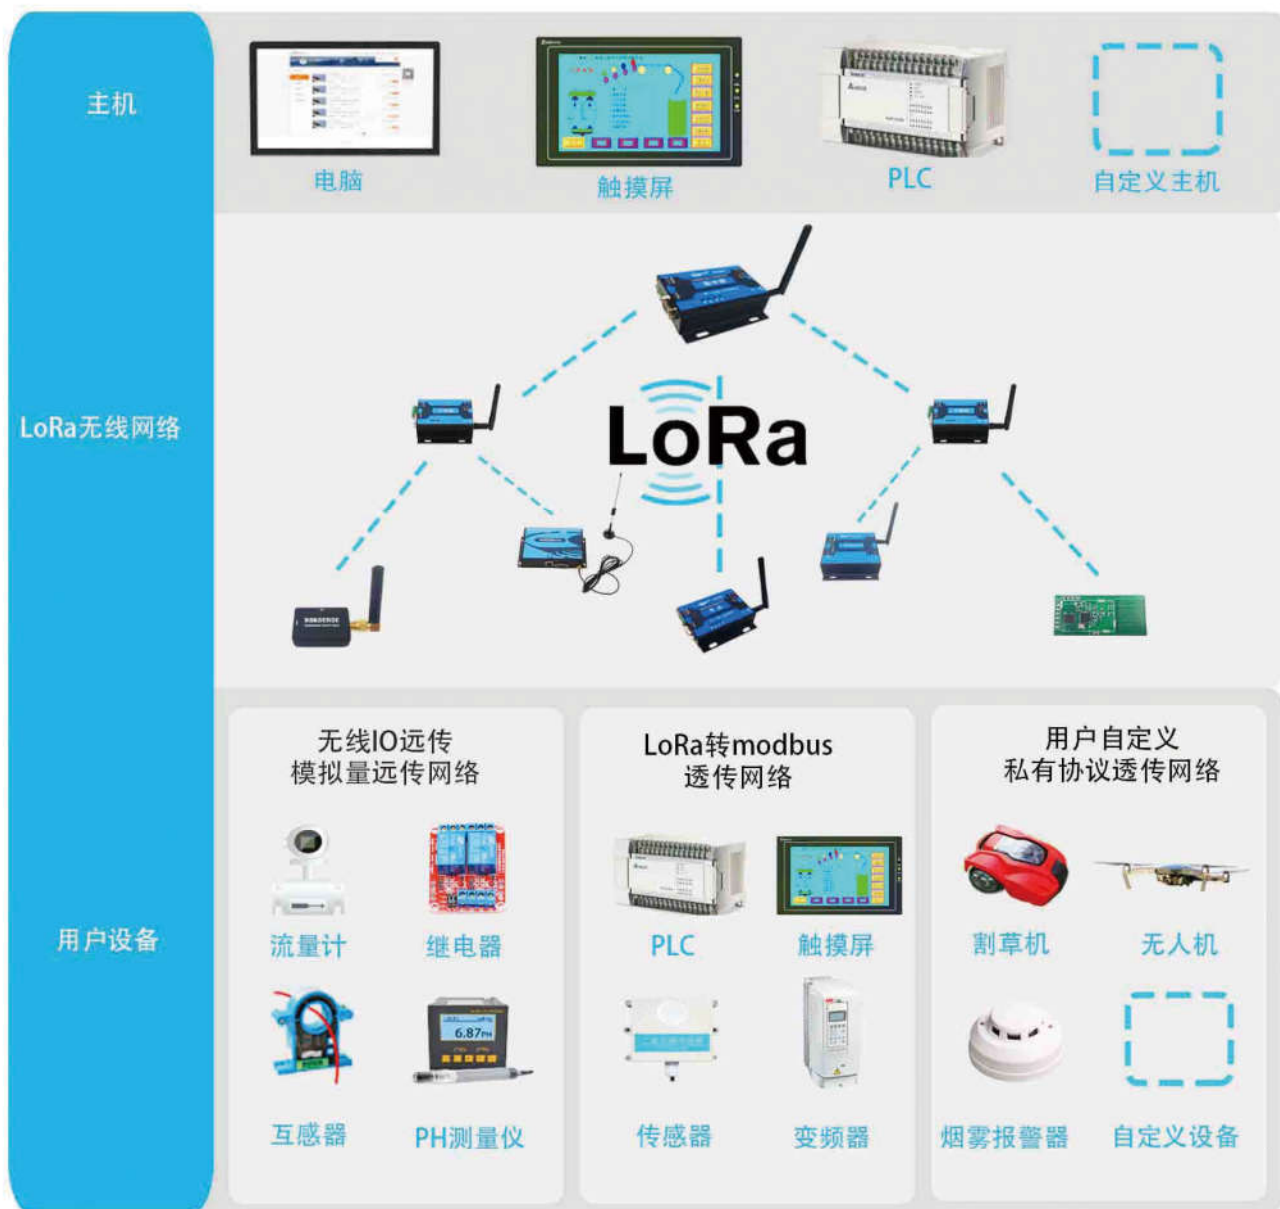 主机
电脑
触摸屏
PLC
自定义主机
LoRa无线网络
LoRa
用户设备
无线IO远传
模拟量远传网络
流量计
继电器
互感器
6.87PH
PH测量仪
LoRa转modbus
透传网络
PLC
触摸屏
传感器
变频器
用户自定义
私有协议透传网络
割草机
无人机
烟雾报警器
自定义设备